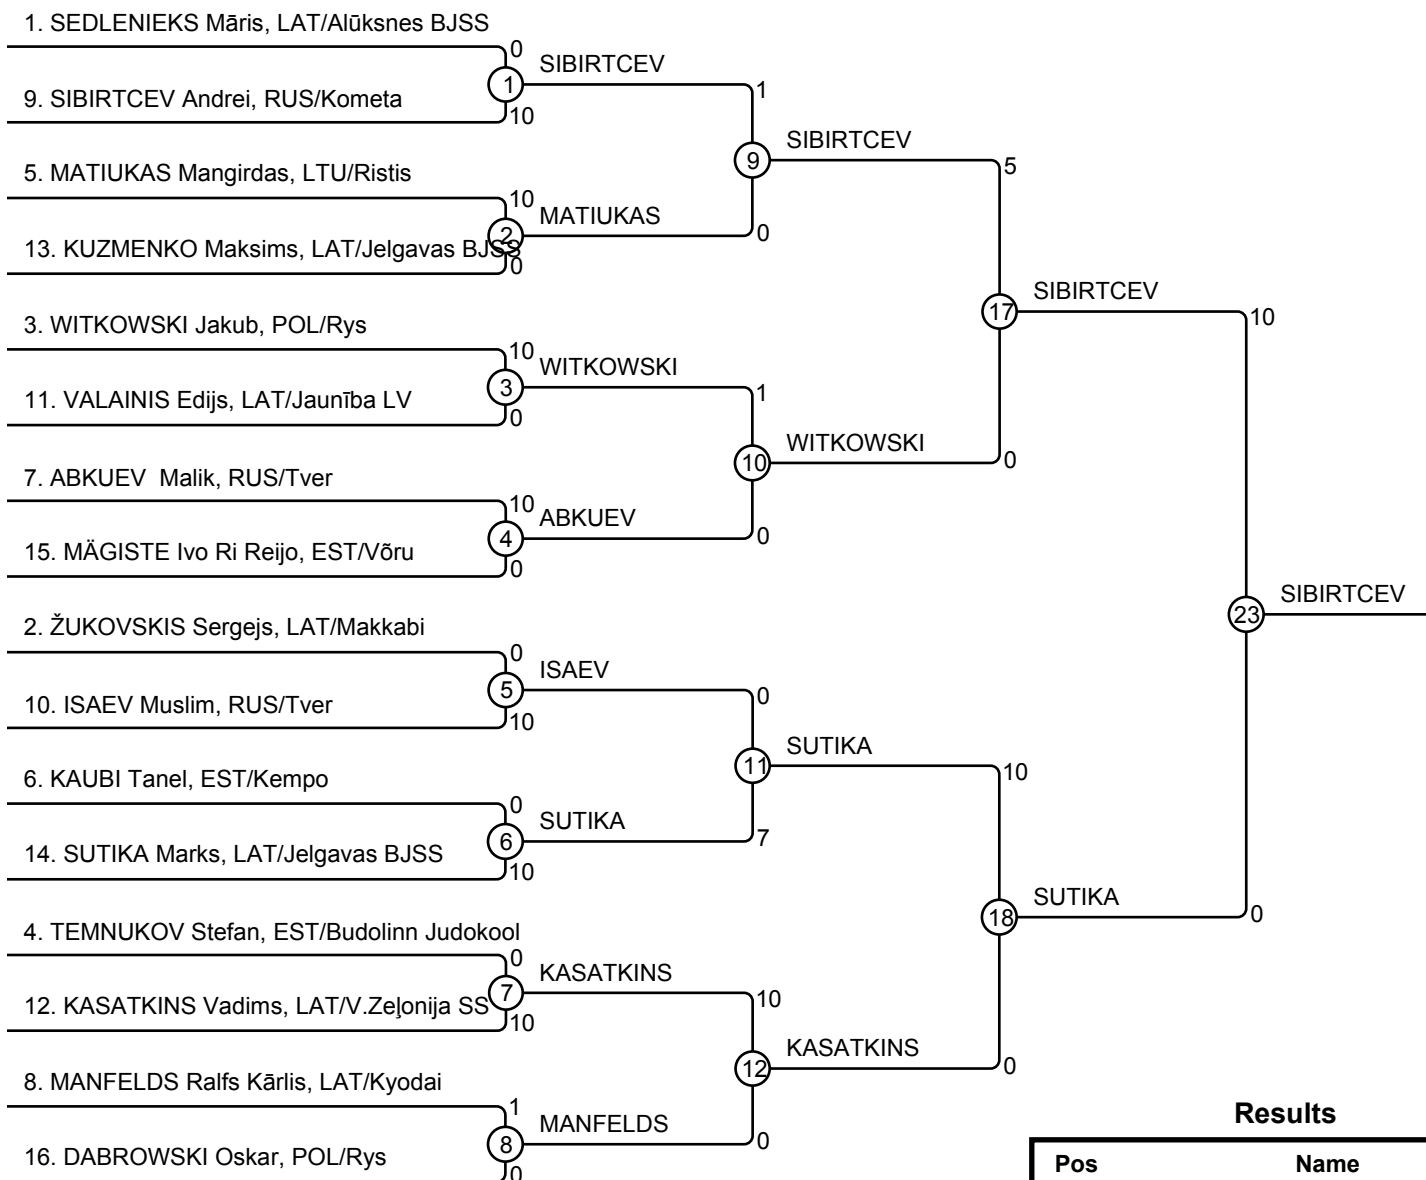 1. SEDLENIEKS Māris, LAT/Alūksnes BJSS
0
1
SIBIRTCEV
9. SIBIRTCEV Andrei, RUS/Kometa
10
1
9
SIBIRTCEV
5. MATIUKAS Mangirdas, LTU/Ristis
10
2
MATIUKAS
0
13. KUZMENKO Maksims, LAT/Jelgavas BJSS
0
5
17
SIBIRTCEV
3. WITKOWSKI Jakub, POL/Rys
10
3
WITKOWSKI
11. VALAINIS Edijs, LAT/Jaunība LV
0
1
10
WITKOWSKI
0
7. ABKUEV  Malik, RUS/Tver
10
4
ABKUEV
0
15. MÄGISTE Ivo Ri Reijo, EST/Võru
0
10
23
SIBIRTCEV
2. ŽUKOVSKIS Sergejs, LAT/Makkabi
0
5
ISAEV
10. ISAEV Muslim, RUS/Tver
10
0
11
SUTIKA
6. KAUBI Tanel, EST/Kempo
0
6
SUTIKA
7
14. SUTIKA Marks, LAT/Jelgavas BJSS
10
10
18
SUTIKA
0
4. TEMNUKOV Stefan, EST/Budolinn Judokool
0
7
KASATKINS
12. KASATKINS Vadims, LAT/V.Zeļonija SS
10
10
12
KASATKINS
0
8. MANFELDS Ralfs Kārlis, LAT/Kyodai
1
8
MANFELDS
0
16. DABROWSKI Oskar, POL/Rys
0
Results
Pos Name